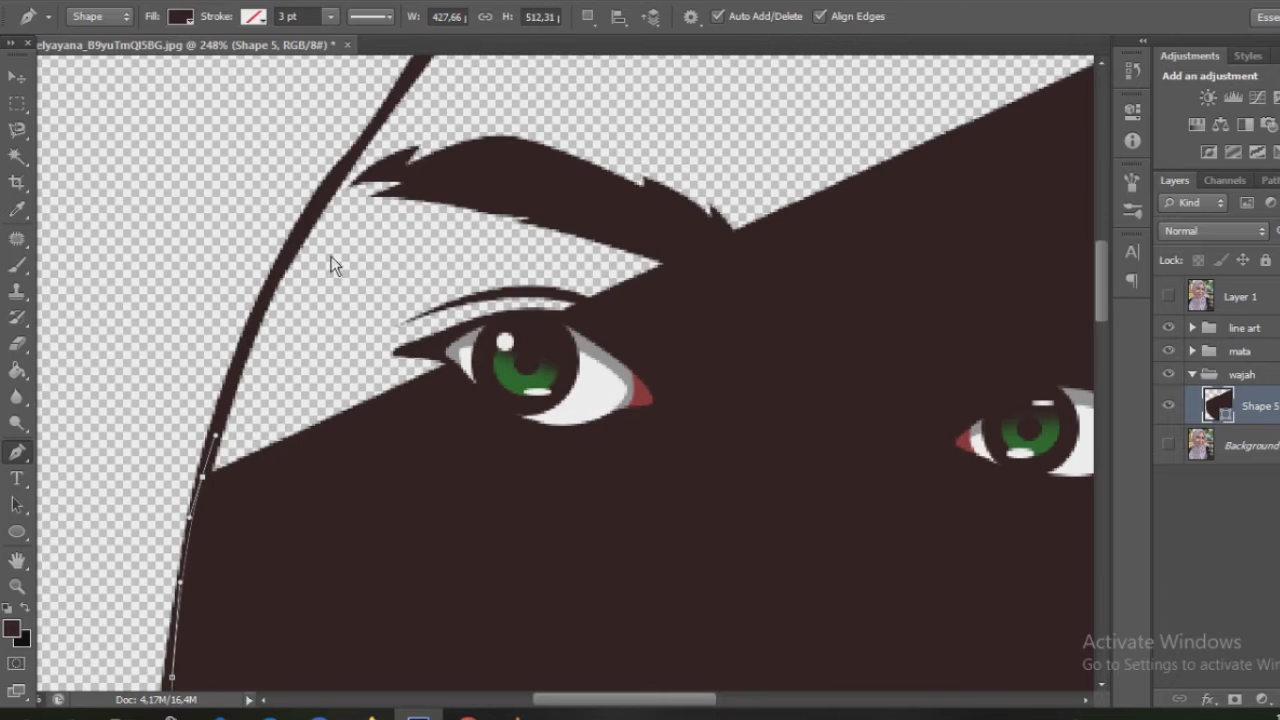 Shape Fill: Stroke: 3 pt W: 427,66 H: 512,31 Auto Add/Delete Align Edges
elyayana_B9yuTmQI5BG.jpg @ 248% (Shape 5, RGB/8#) *
Adjustments Styles
Add an adjustment
Layers Channels
Kind
Normal
Lock:
Layer 1
line art
mata
wajah
Shape 5
Background
Activate Windows
Go to Settings to activate
Doc: 4,17M/16,4M